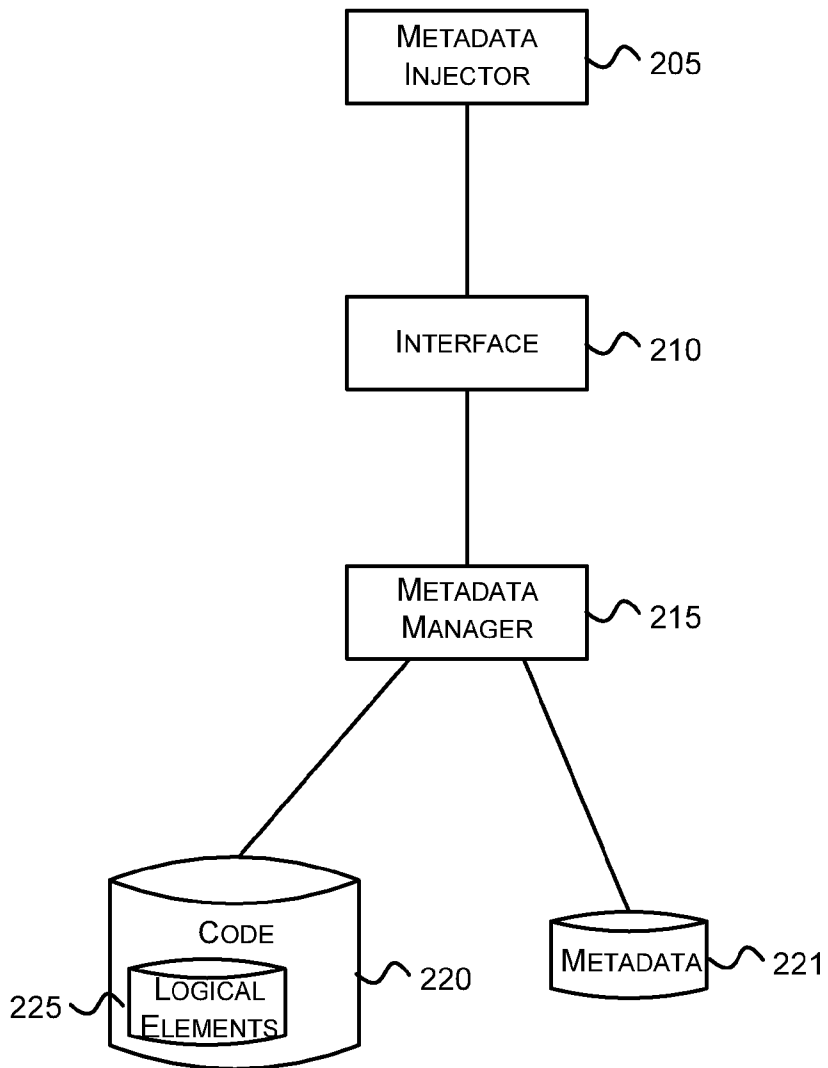 METADATA
INJECTOR
205
INTERFACE
210
METADATA
MANAGER
215
CODE
220
LOGICAL
ELEMENTS
225
METADATA
221